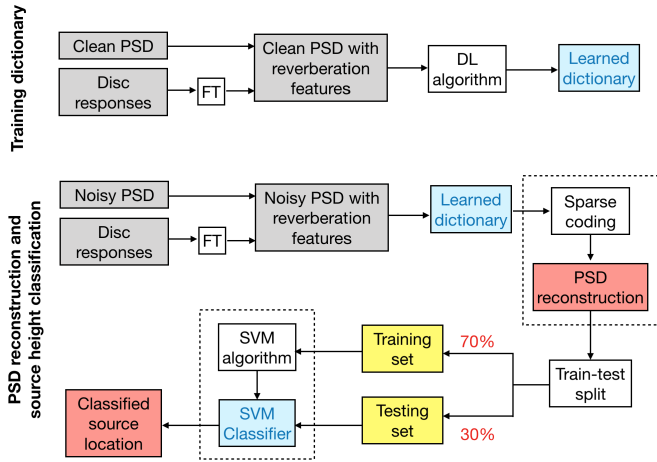 Training dictionary
Clean PSD
Disc
responses
FT
Clean PSD with
reverberation
features
DL
algorithm
Learned
dictionary
PSD reconstruction and
source height classification
Noisy PSD
Disc
responses
FT
Noisy PSD with
reverberation
features
Learned
dictionary
Sparse
coding
PSD
reconstruction
SVM
algorithm
Training
set
70%
Train-test
split
Classified
source
location
SVM
Classifier
Testing
set
30%